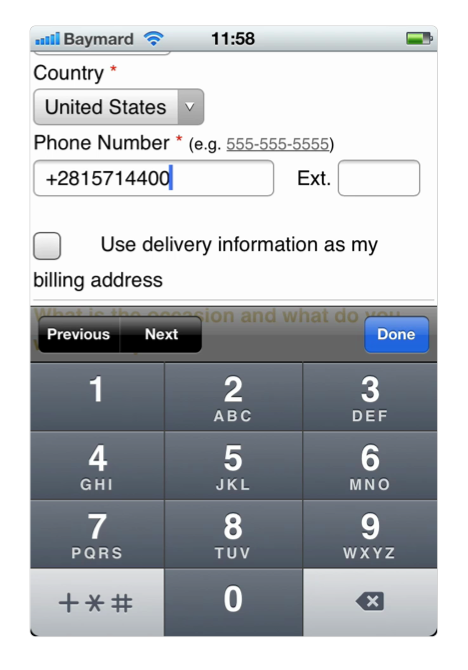 Baymard 11:58
Country *
United States
Phone Number * (e.g. 555-555-5555)
+2815714400 Ext.
Use delivery information as my
billing address
What is the occasion and what do you
Previous Next Done
1 2 ABC 3 DEF
4 GHI 5 JKL 6 MNO
7 PQRS 8 TUV 9 WXYZ
+*# 0